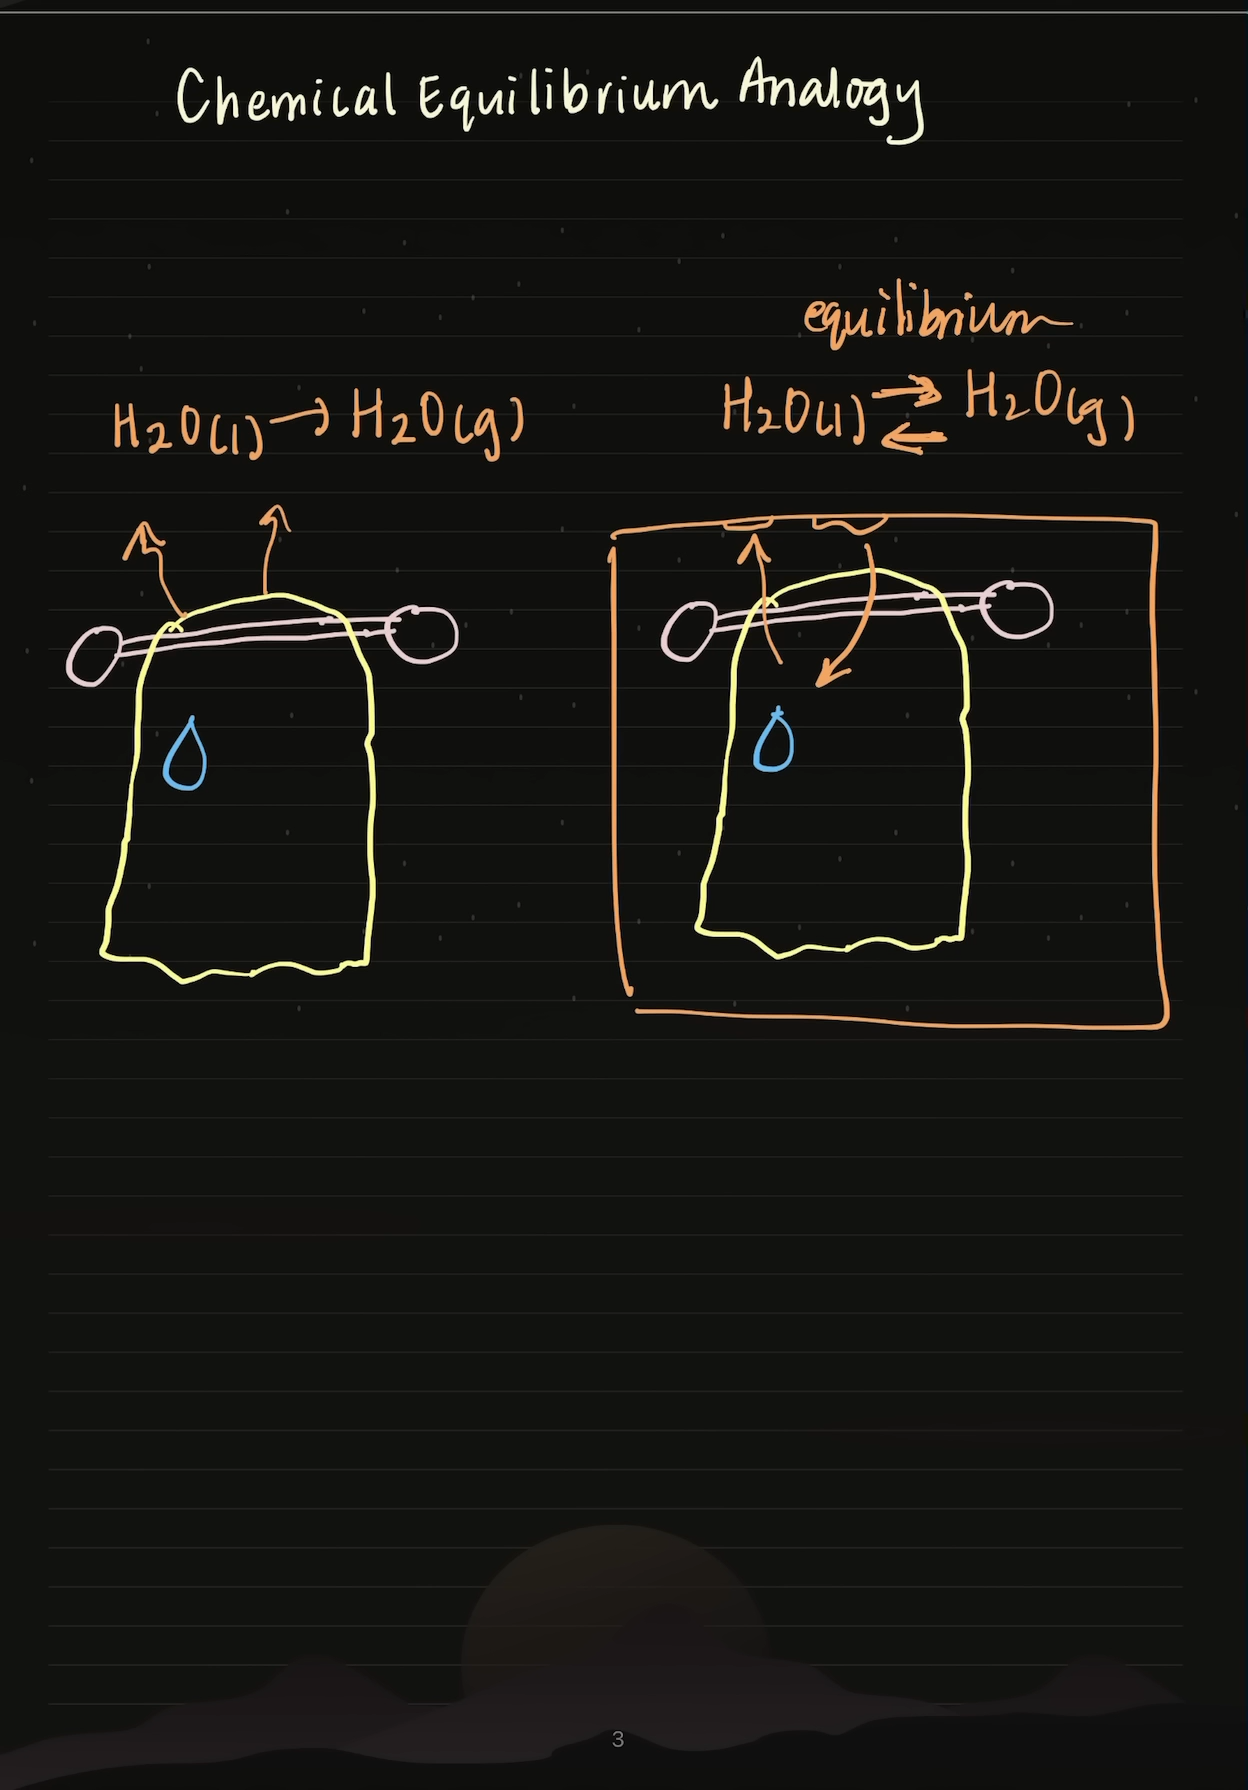 Chemical Equilibrium Analogy
equilibrium
H₂O(l) → H₂O(g)
H₂O(l) ⇄ H₂O(g)
3